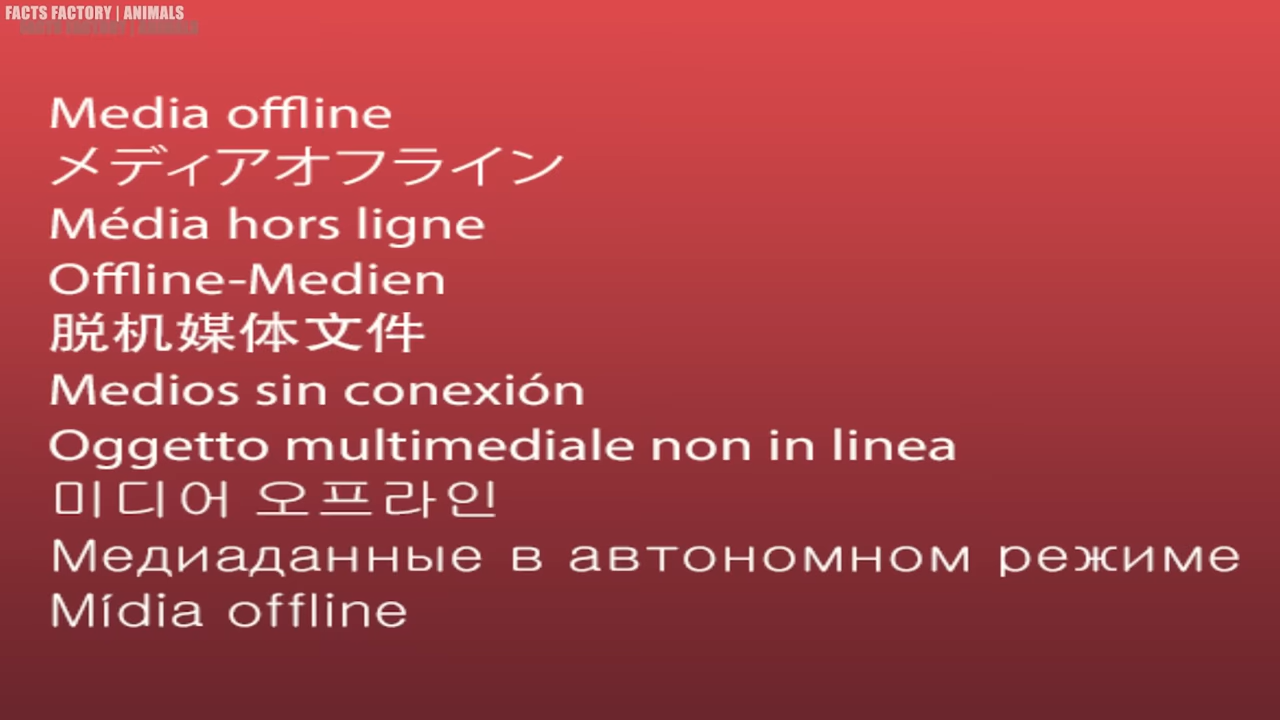 FACTS FACTORY | ANIMALS
Media offline
メディアオフライン
Média hors ligne
Offline-Medien
脱机媒体文件
Medios sin conexión
Oggetto multimediale non in linea
미디어 오프라인
Медиаданные в автономном режиме
Mídia offline